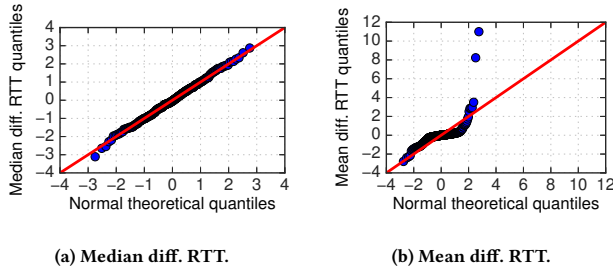 4
3
2
1
0
−1
−2
−3
−4
−4 −3 −2 −1 0 1 2 3 4
Median diff. RTT quantiles
Normal theoretical quantiles
(a) Median diff. RTT.
12
10
8
6
4
2
0
−2
−4
−4 −2 0 2 4 6 8 10 12
Mean diff. RTT quantiles
Normal theoretical quantiles
(b) Mean diff. RTT.